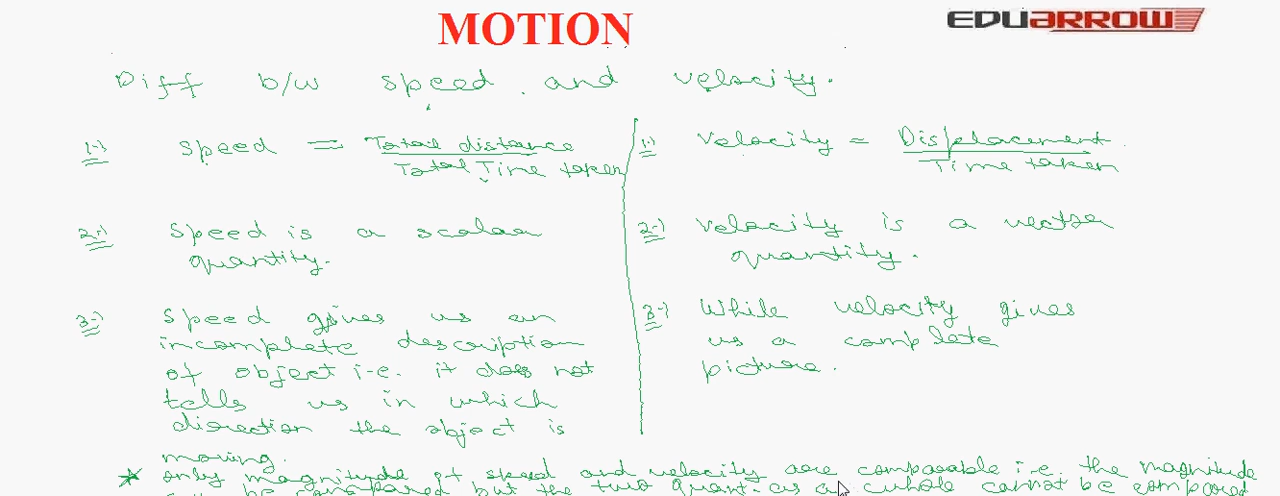 MOTION
EDUARROW
Diff b/w speed and velocity.
1-) Speed = Total distance
Total Time taken
2-) Speed is a scalar
quantity.
3-) Speed gives us an
incomplete description
of object i.e. it does not
tells us in which
direction the object is
moving.
1-) Velocity = Displacement
Time taken
2-) Velocity is a vector
quantity.
3-) While velocity gives
us a complete
picture.
* only magnitude of speed and velocity are comparable i.e. the magnitude
be compared but the two quant. as a whole cannot be compared